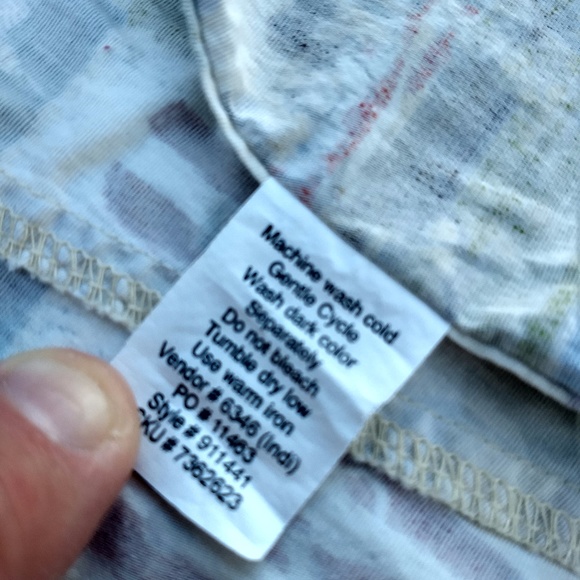 Machine wash cold
Gentle Cycle
Wash dark color
Separately
Do not bleach
Tumble dry low
Use warm iron
Vendor # 6346 (Indi)
PO # 11463
Style # 911441
SKU # 7362623